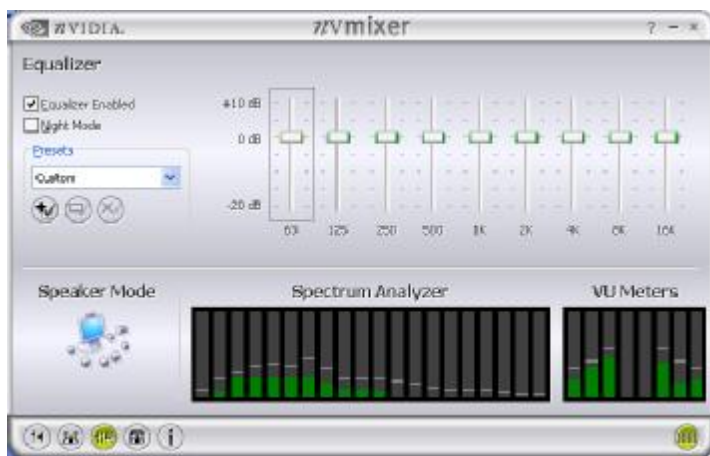 NVIDIA. nvmixer ? - ×
Equalizer
Equalizer Enabled
Night Mode
Presets
Custom
+10 dB
0 dB
-20 dB
63 125 250 500 1K 2K 4K 8K 16K
Speaker Mode
Spectrum Analyzer
VU Meters